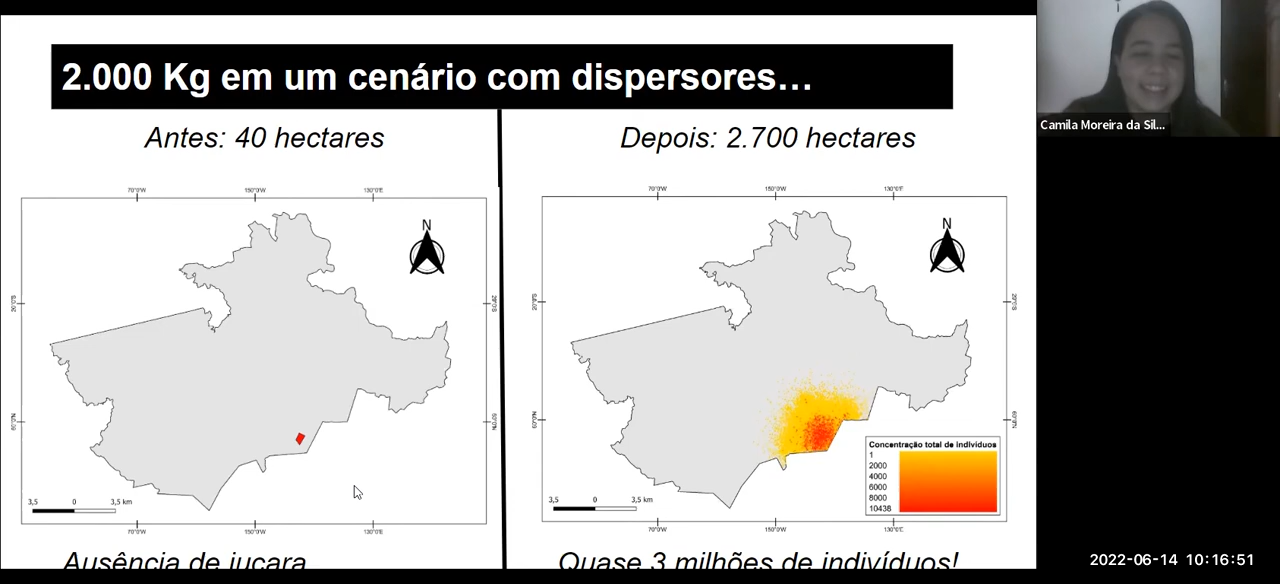 2.000 Kg em um cenário com dispersores...
Antes: 40 hectares
Depois: 2.700 hectares
Camila Moreira da Sil...
70°0'W 150°0'W 130°0'E
70°0'W 150°0'W 130°0'E
N
N
3,5 0 3,5 km
3,5 0 3,5 km
Concentração total de indivíduos
1
2000
4000
6000
8000
10438
70°0'W 150°0'W 130°0'E
70°0'W 150°0'W 130°0'E
Ausência de juçara
Quase 3 milhões de indivíduos!
2022-06-14 10:16:51